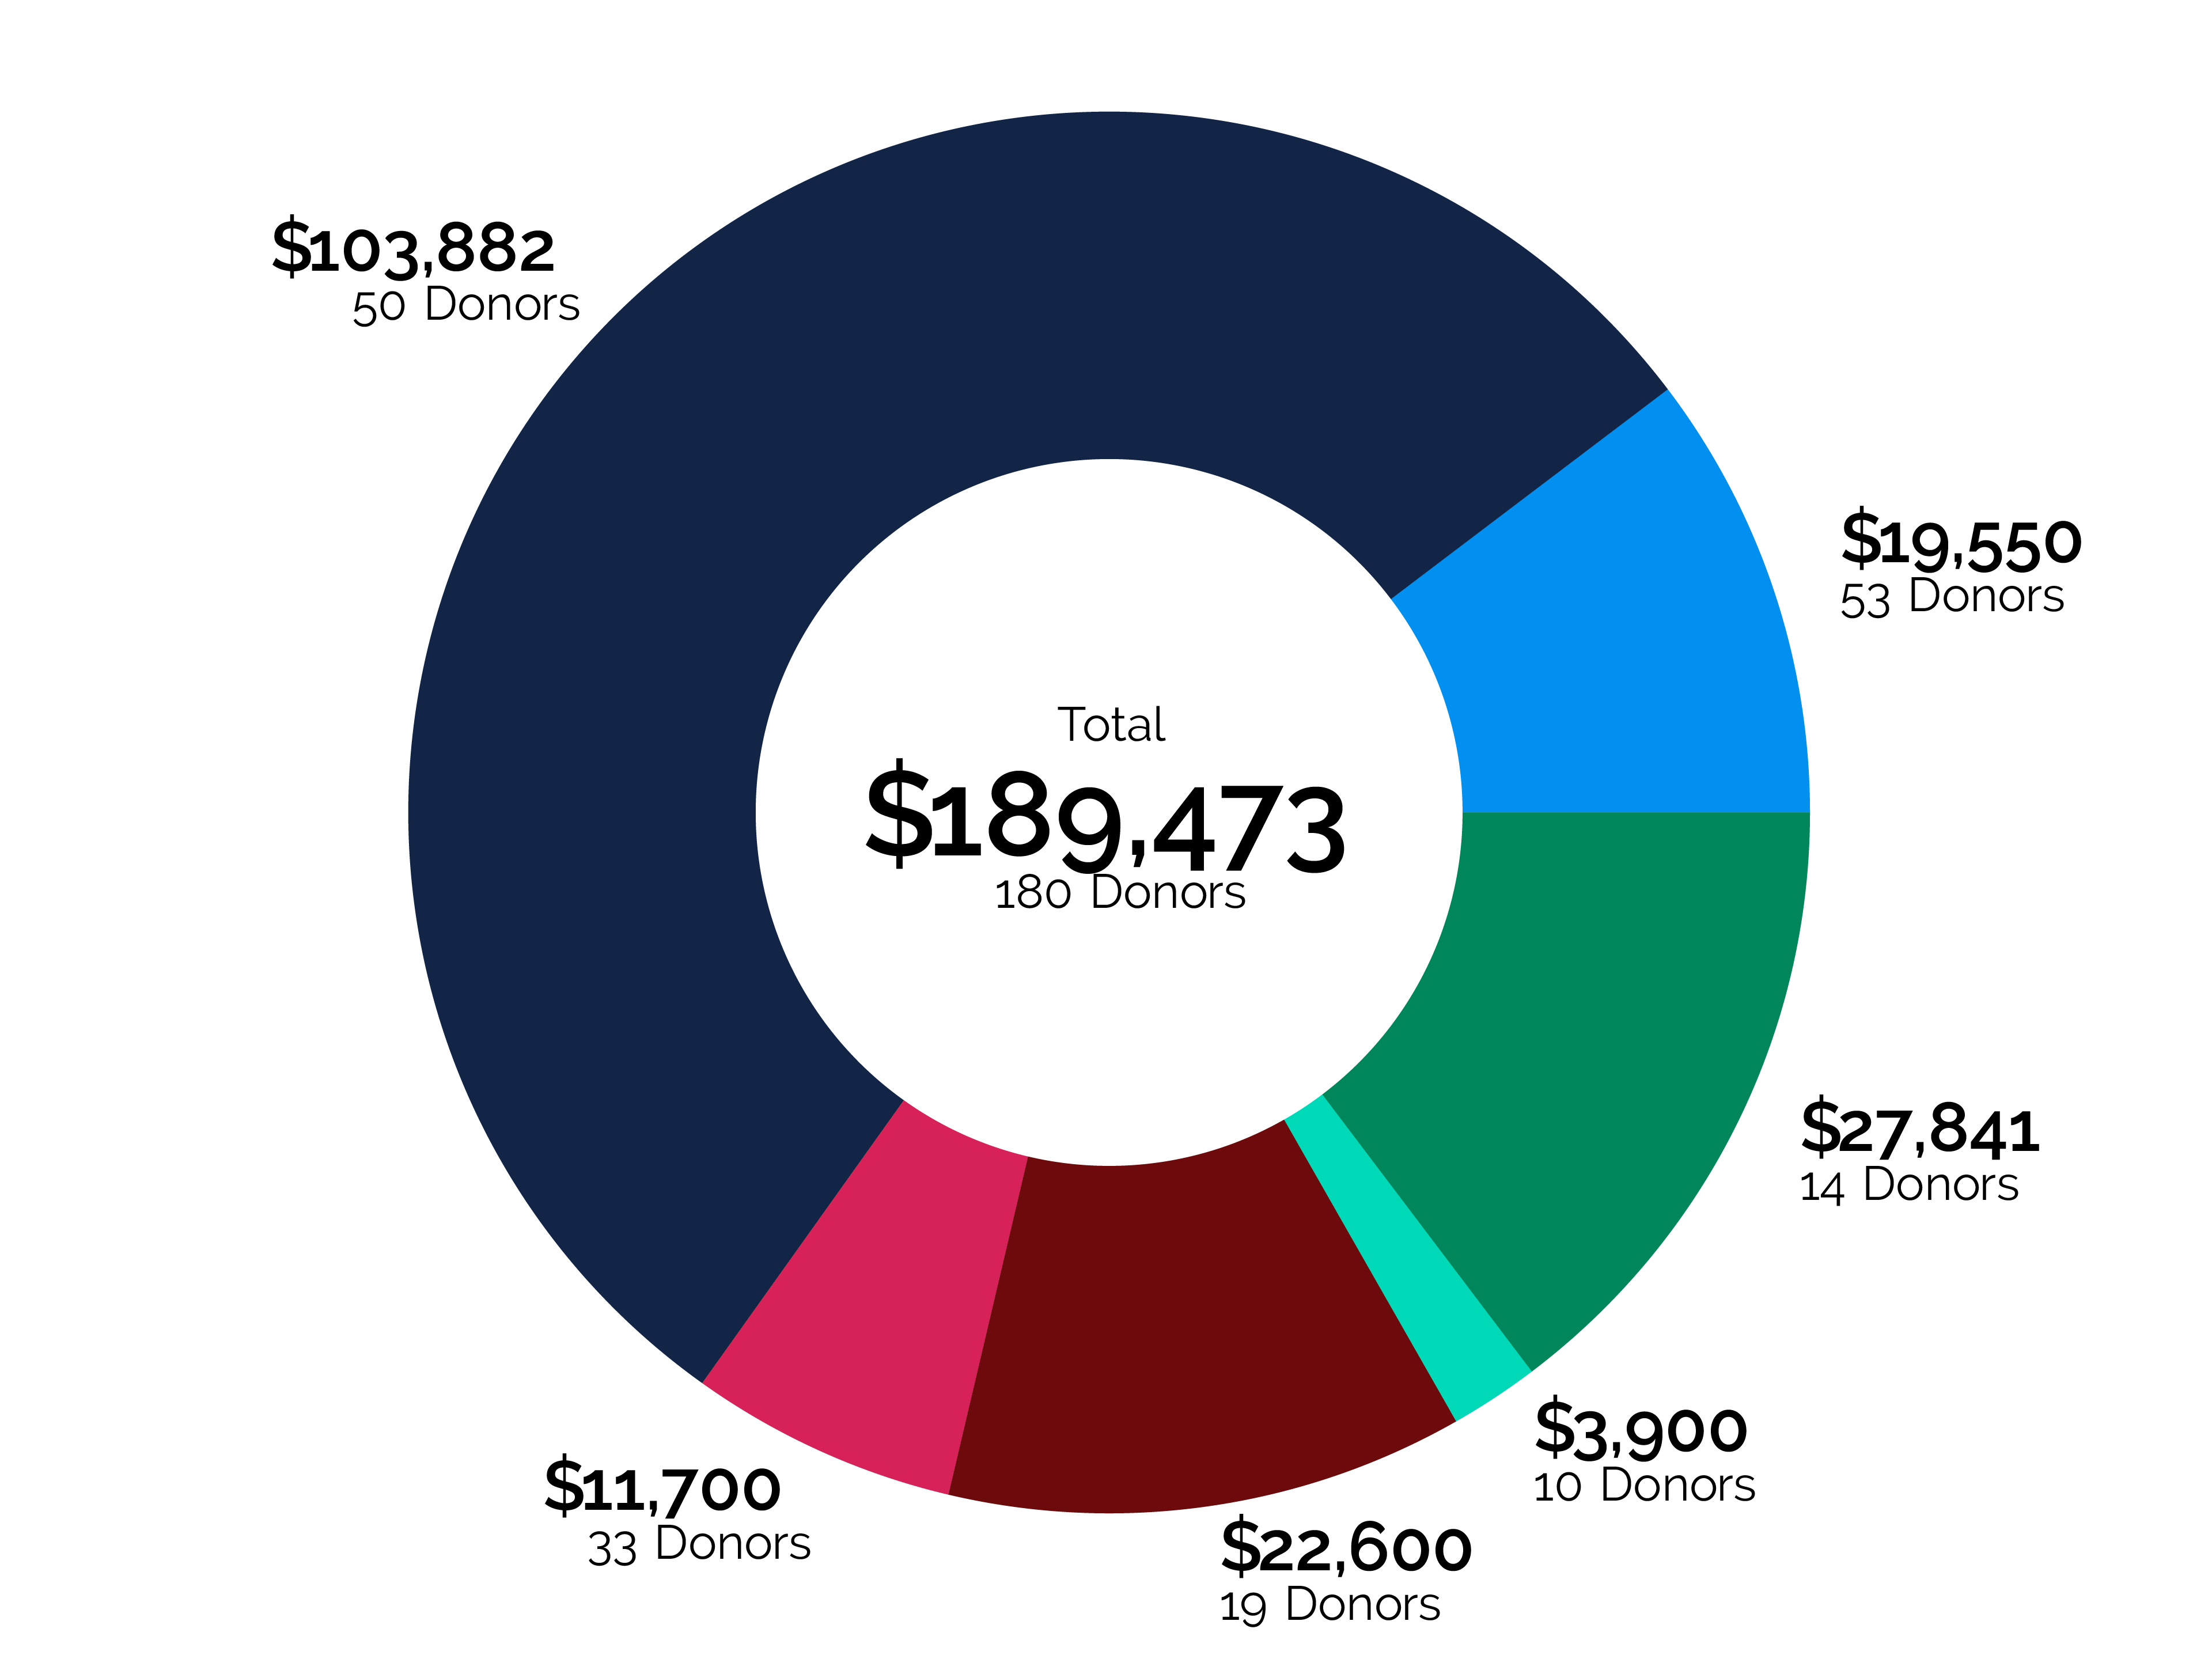 $103,882
50 Donors
$19,550
53 Donors
Total
$189,473
180 Donors
$27,841
14 Donors
$3,900
10 Donors
$11,700
33 Donors
$22,600
19 Donors